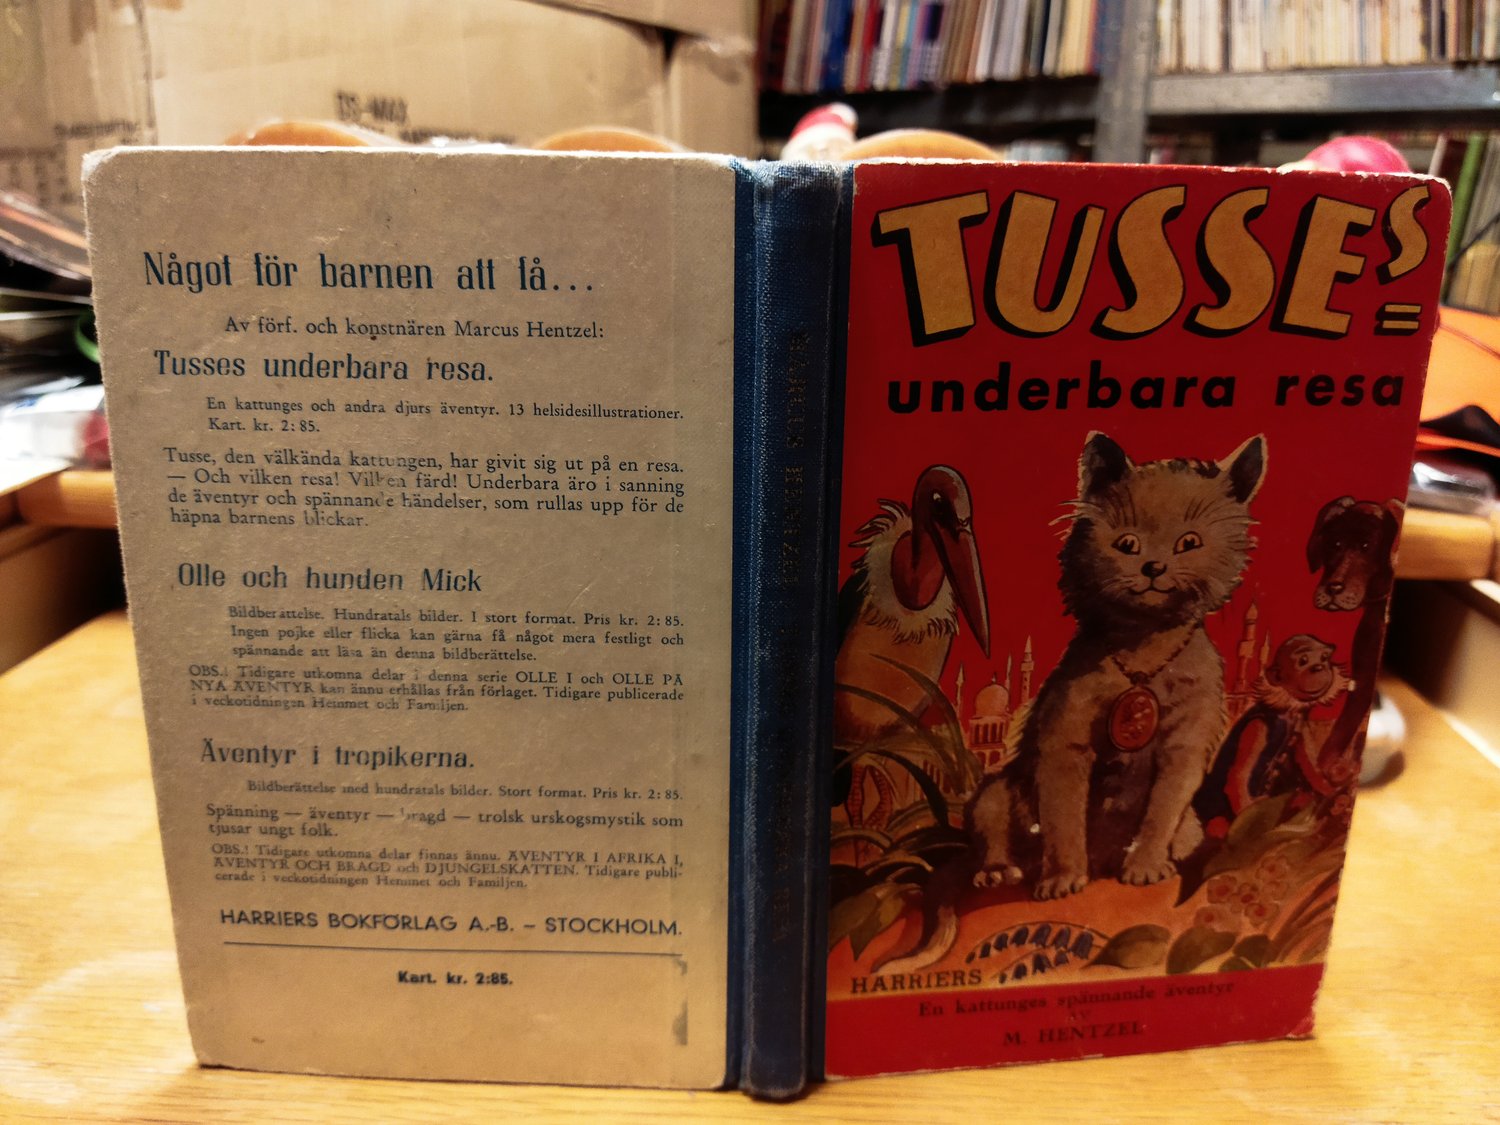 Något för barnen att få...
Av förf. och konstnären Marcus Hentzel:
Tusses underbara resa.
En kattunges och andra djurs äventyr. 13 helsidesillustrationer.
Kart. kr. 2:85.
Tusse, den välkända kattungen, har givit sig ut på en resa.
— Och vilken resa! Vilken färd! Underbara äro i sanning
de äventyr och spännande händelser, som rullas upp för de
häpna barnens blickar.
Olle och hunden Mick
Bildberättelse. Hundratals bilder. I stort format. Pris kr. 2:85.
Ingen pojke eller flicka kan gärna få något mera festligt och
spännande att läsa än denna bildberättelse.
OBS.! Tidigare utkomna delar i denna serie OLLE I och OLLE PÅ
NYA ÄVENTYR kan ännu erhållas från förlaget. Tidigare publicerade
i veckotidningen Hemmet och Familjen.
Äventyr i tropikerna.
Bildberättelse med hundratals bilder. Stort format. Pris kr. 2:85.
Spänning — äventyr — bragd — trolsk urskogsmystik som
tjusar ungt folk.
OBS.! Tidigare utkomna delar finnas ännu. ÄVENTYR I AFRIKA I,
ÄVENTYR OCH BRAGD och DJUNGELSKATTEN. Tidigare publi-
cerade i veckotidningen Hemmet och Familjen.
HARRIERS BOKFÖRLAG A.-B. – STOCKHOLM.
Kart. kr. 2:85.
MARCUS HENTZEL
TUSSES
=
underbara resa
HARRIERS
En kattunges spännande äventyr
AV
M. HENTZEL